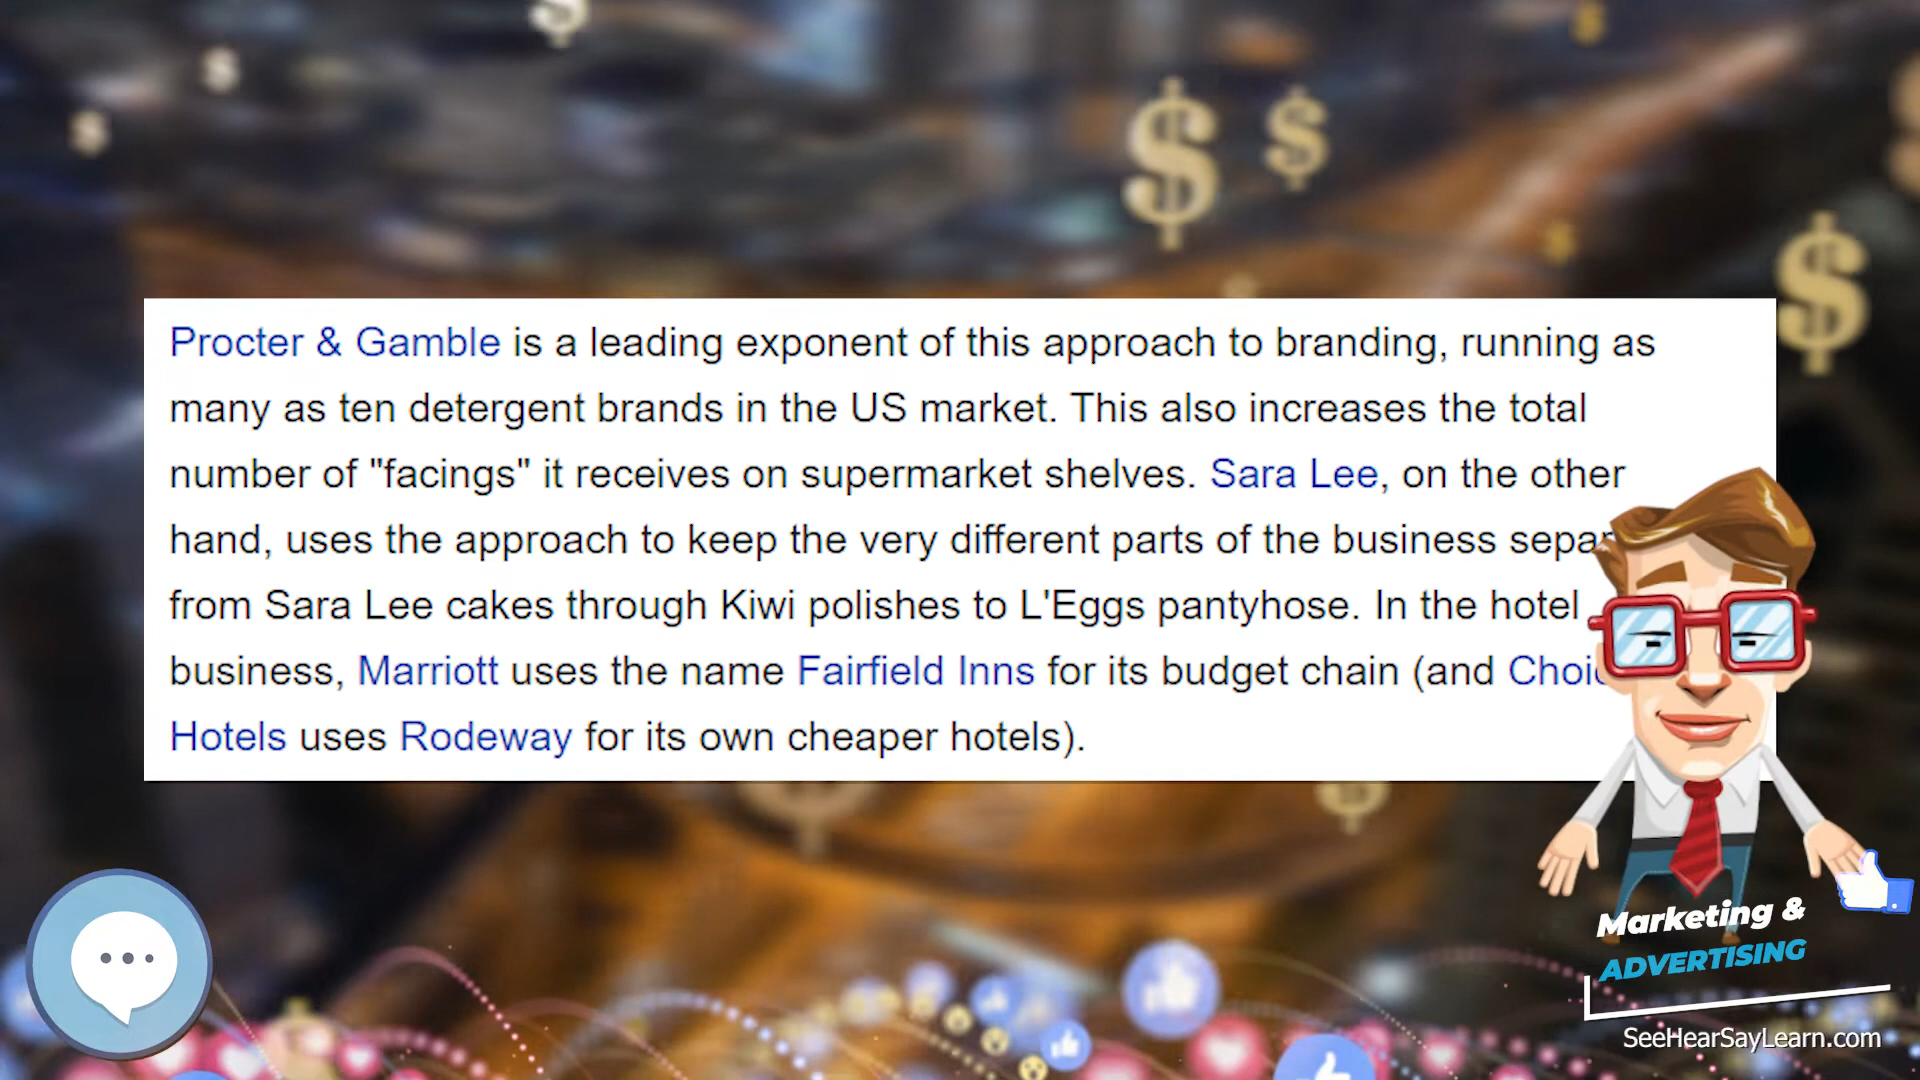 Procter & Gamble is a leading exponent of this approach to branding, running as
many as ten detergent brands in the US market. This also increases the total
number of "facings" it receives on supermarket shelves. Sara Lee, on the other
hand, uses the approach to keep the very different parts of the business
from Sara Lee cakes through Kiwi polishes to L'Eggs pantyhose. In the hotel
business, Marriott uses the name Fairfield Inns for its budget chain (and
Hotels uses Rodeway for its own cheaper hotels).
Marketing &
ADVERTISING
SeeHearSayLearn.com